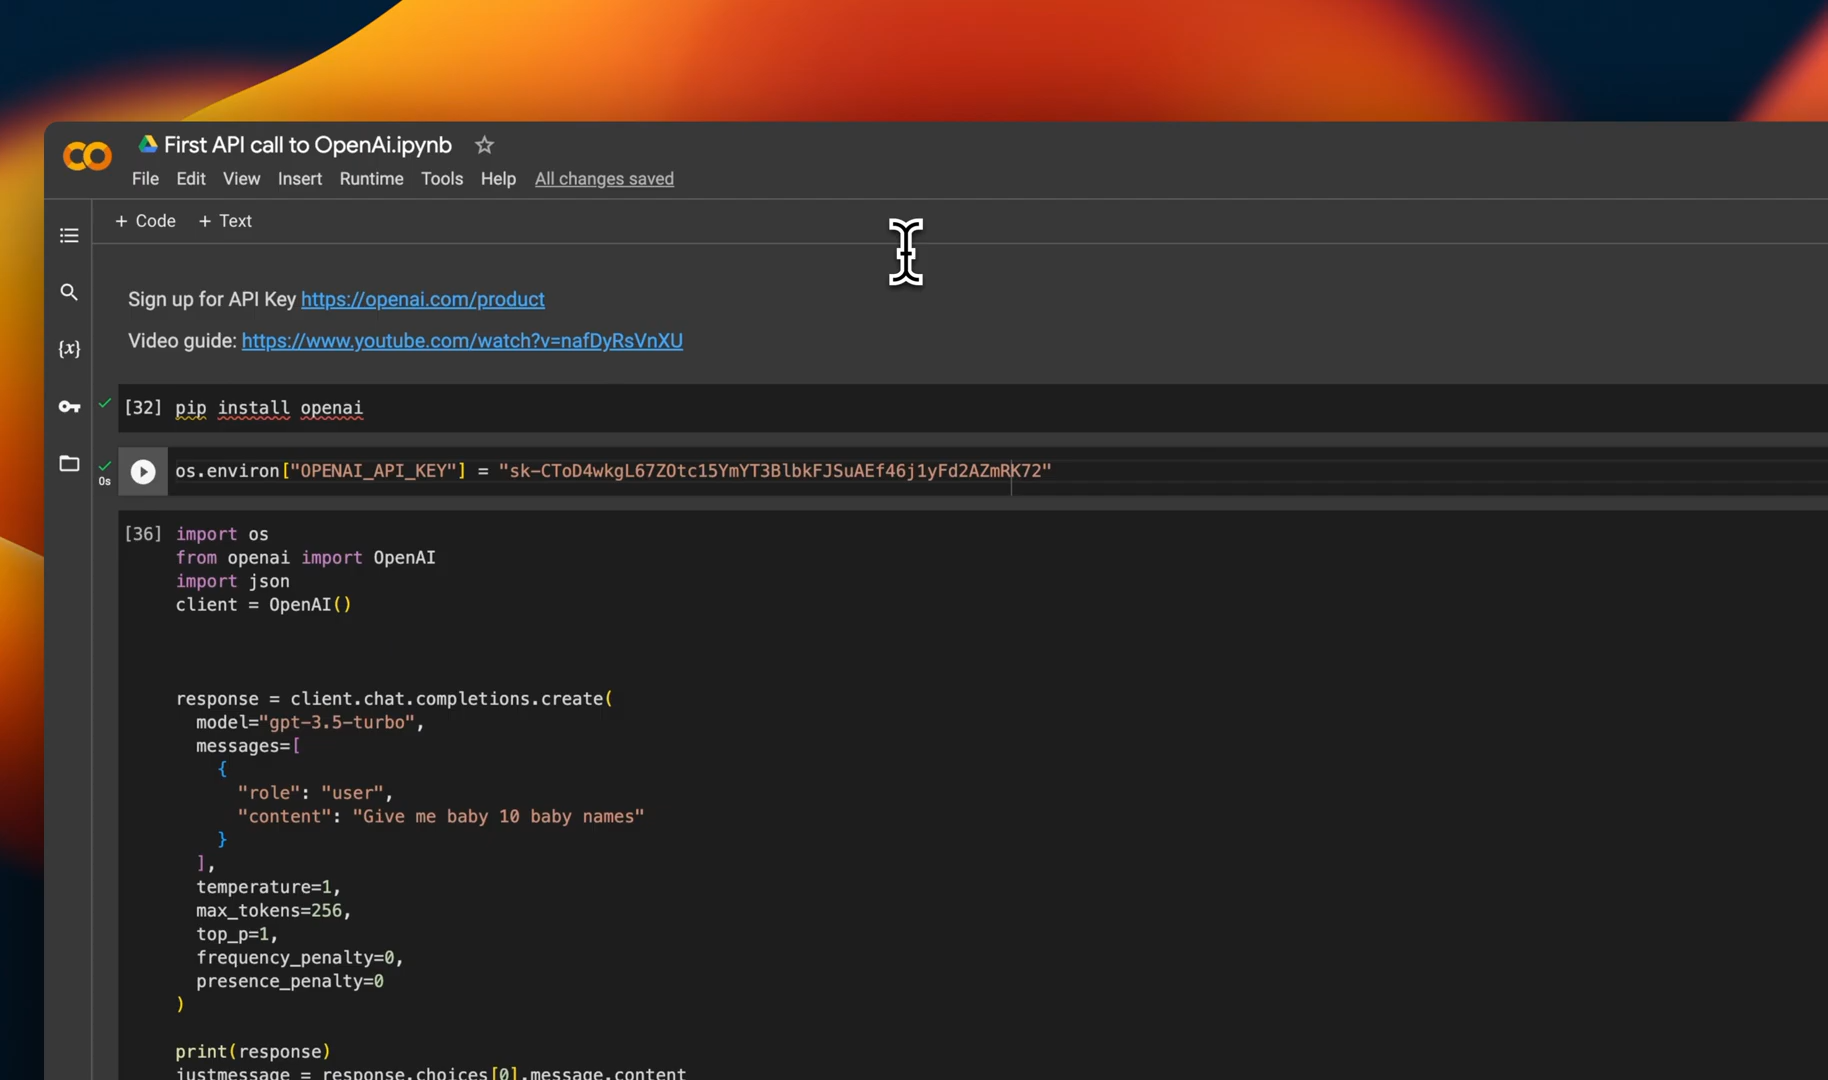 First API call to OpenAi.ipynb
File Edit View Insert Runtime Tools Help All changes saved
+ Code + Text
Sign up for API Key https://openai.com/product
Video guide: https://www.youtube.com/watch?v=nafDyRsVnXU
[32] pip install openai
0s os.environ["OPENAI_API_KEY"] = "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"
[36] import os
from openai import OpenAI
import json
client = OpenAI()
response = client.chat.completions.create(
model="gpt-3.5-turbo",
messages=[
{
"role": "user",
"content": "Give me baby 10 baby names"
}
],
temperature=1,
max_tokens=256,
top_p=1,
frequency_penalty=0,
presence_penalty=0
)
print(response)
justmessage = response.choices[0].message.content